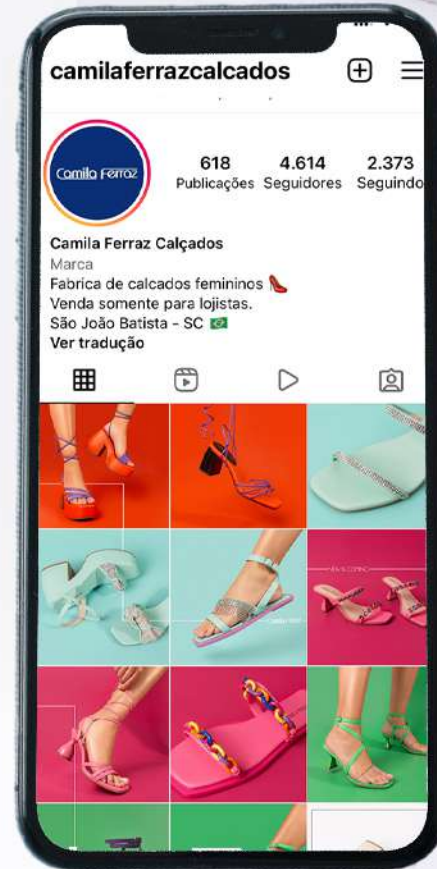 camilaferrazcalcados
Camila Ferraz
618 4.614 2.373
Publicações Seguidores Seguindo
Camila Ferraz Calçados
Marca
Fabrica de calcados femininos 👠
Venda somente para lojistas.
São João Batista - SC 🇧🇷
Ver tradução